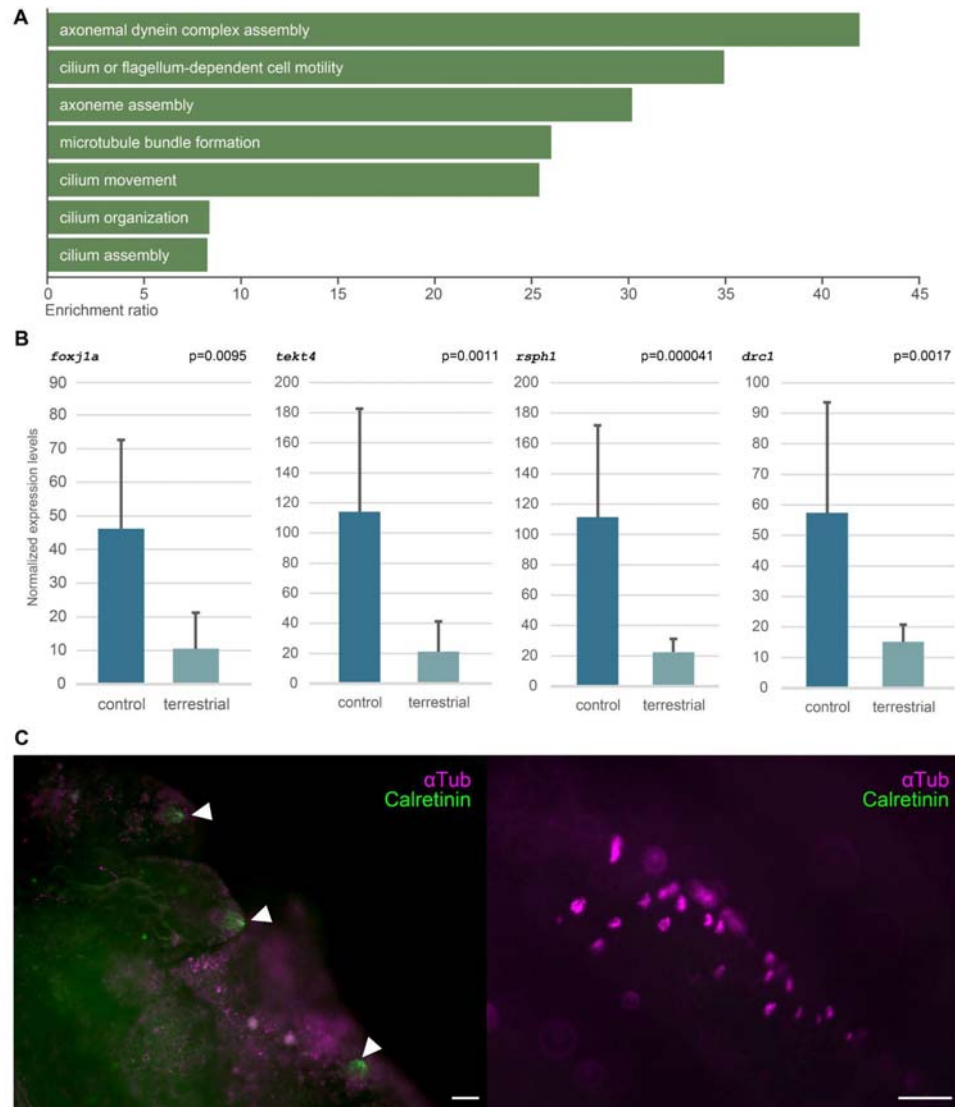 A
axonemal dynein complex assembly
cilium or flagellum-dependent cell motility
axoneme assembly
microtubule bundle formation
cilium movement
cilium organization
cilium assembly
0 5 10 15 20 25 30 35 40 45
Enrichment ratio
B
foxj1a p=0.0095
Normalized expression levels
90
80
70
60
50
40
30
20
10
0
control terrestrial
tekt4 p=0.0011
200
180
160
140
120
100
80
60
40
20
0
control terrestrial
rsph1 p=0.000041
200
180
160
140
120
100
80
60
40
20
0
control terrestrial
drc1 p=0.0017
100
90
80
70
60
50
40
30
20
10
0
control terrestrial
C
αTub
Calretinin
αTub
Calretinin